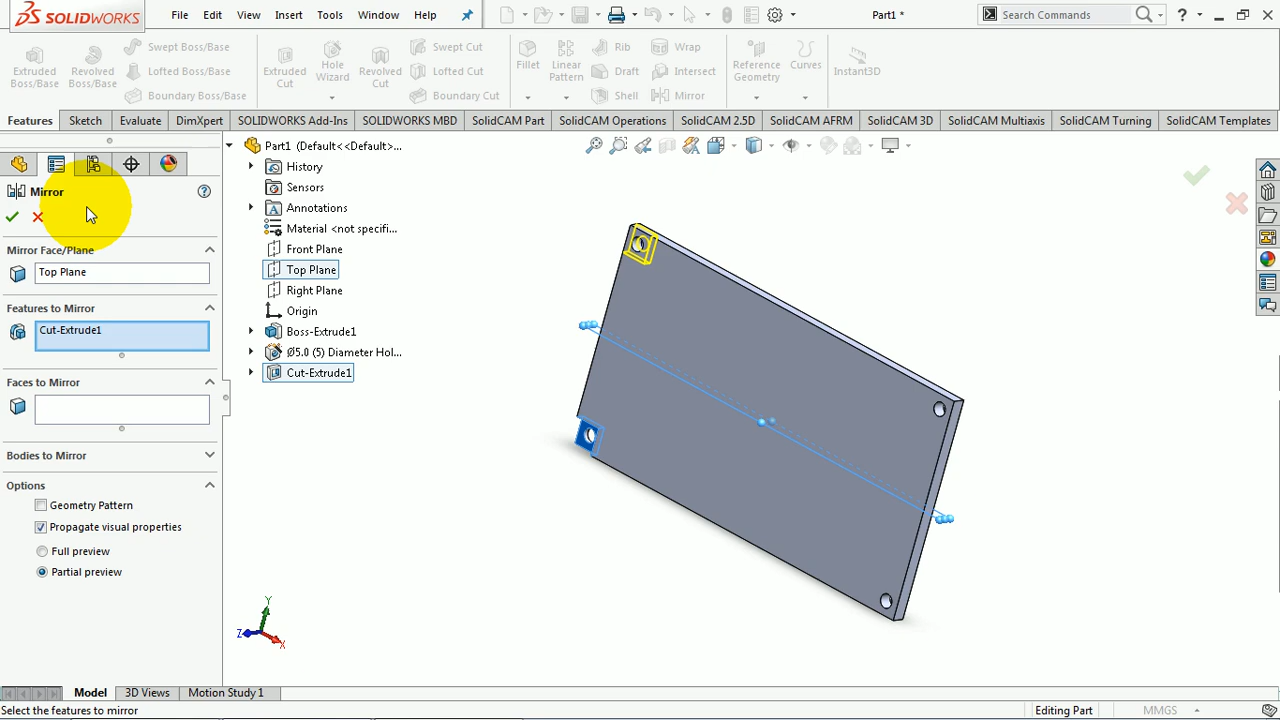 SOLIDWORKS
File Edit View Insert Tools Window Help
Part1 *
Search Commands
?
Extruded Boss/Base
Revolved Boss/Base
Swept Boss/Base
Lofted Boss/Base
Boundary Boss/Base
Extruded Cut
Hole Wizard
Revolved Cut
Swept Cut
Lofted Cut
Boundary Cut
Fillet
Linear Pattern
Rib
Draft
Shell
Wrap
Intersect
Mirror
Reference Geometry
Curves
Instant3D
Features Sketch Evaluate DimXpert SOLIDWORKS Add-Ins SOLIDWORKS MBD SolidCAM Part SolidCAM Operations SolidCAM 2.5D SolidCAM AFRM SolidCAM 3D SolidCAM Multiaxis SolidCAM Turning SolidCAM Templates
Mirror
?
Mirror Face/Plane
Top Plane
Features to Mirror
Cut-Extrude1
Faces to Mirror
Bodies to Mirror
Options
Geometry Pattern
Propagate visual properties
Full preview
Partial preview
Part1 (Default<<Default>...
History
Sensors
Annotations
Material <not specifi...
Front Plane
Top Plane
Right Plane
Origin
Boss-Extrude1
Ø5.0 (5) Diameter Hol...
Cut-Extrude1
Y
Z
X
Model 3D Views Motion Study 1
Select the features to mirror
Editing Part
MMGS